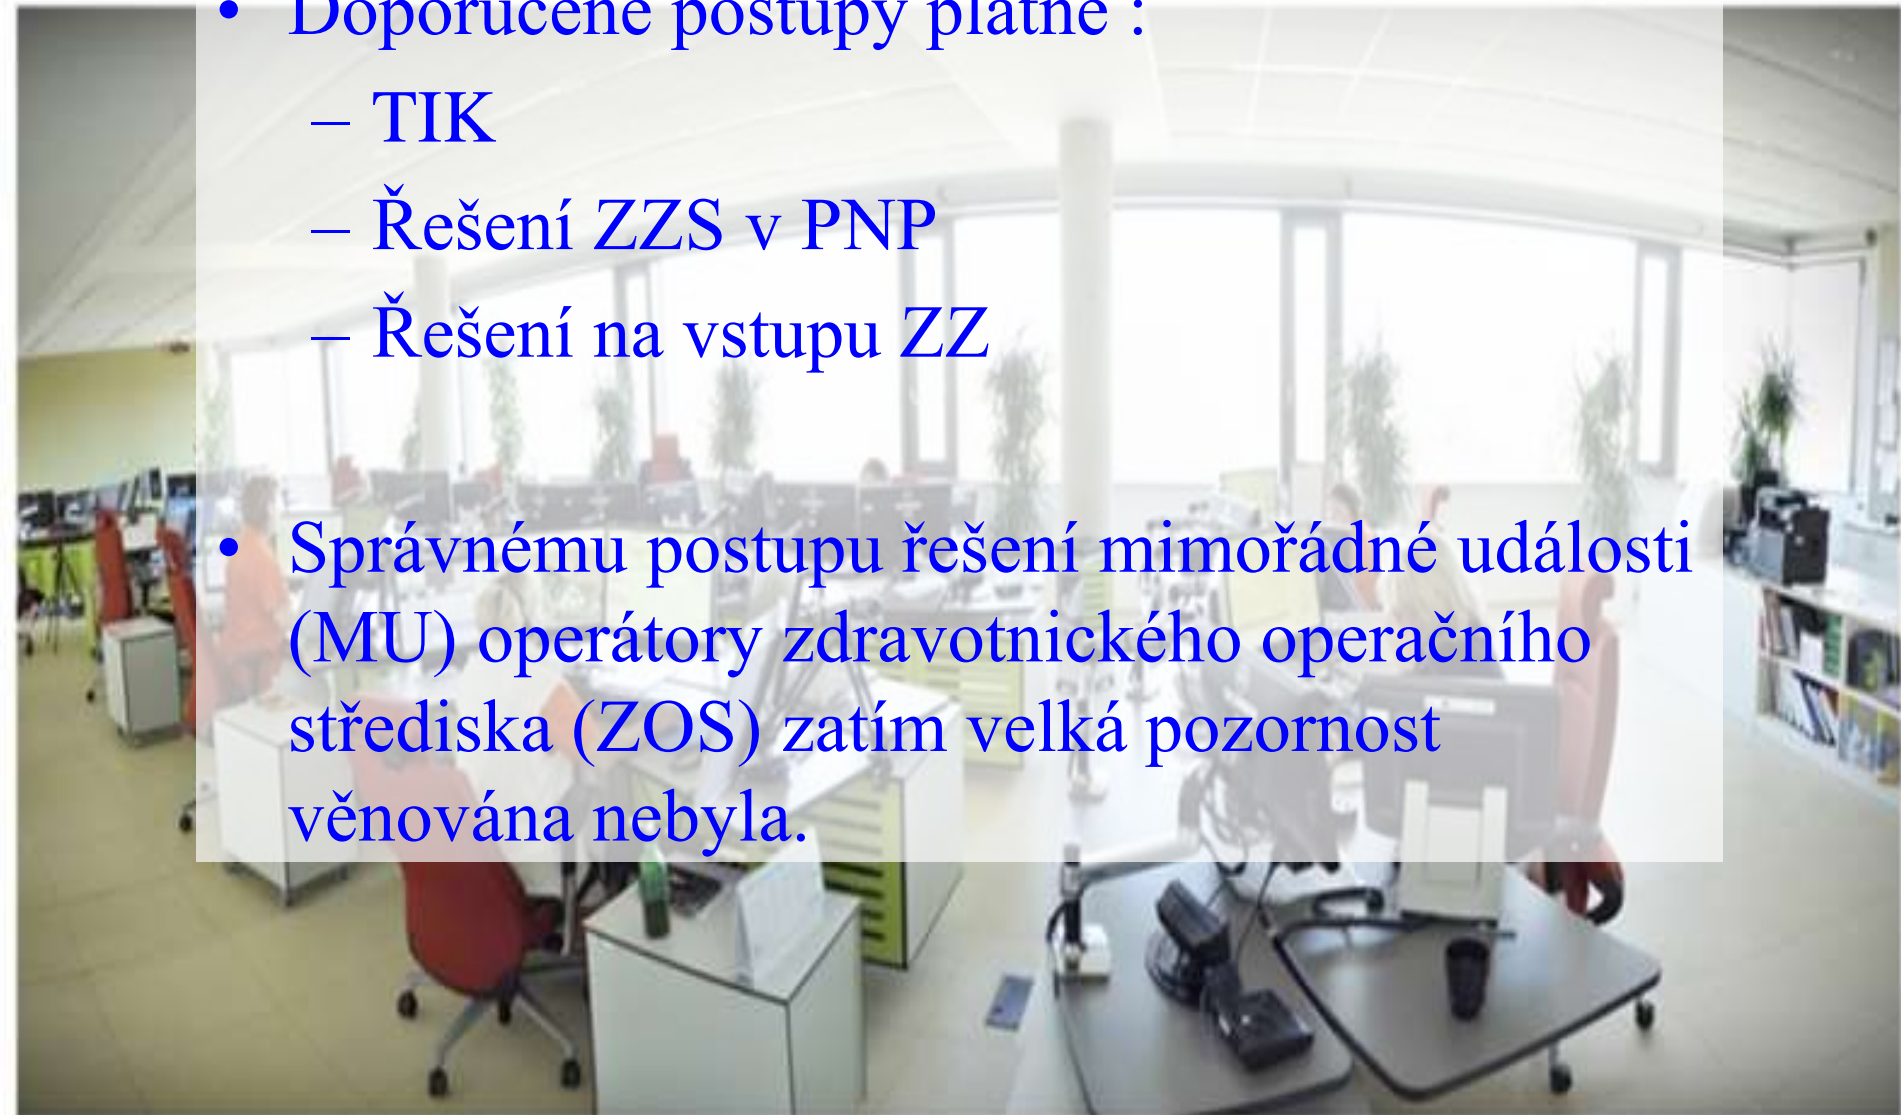 • Doporučené postupy platné :
– TIK
– Řešení ZZS v PNP
– Řešení na vstupu ZZ
• Správnému postupu řešení mimořádné události
(MU) operátory zdravotnického operačního
střediska (ZOS) zatím velká pozornost
věnována nebyla.